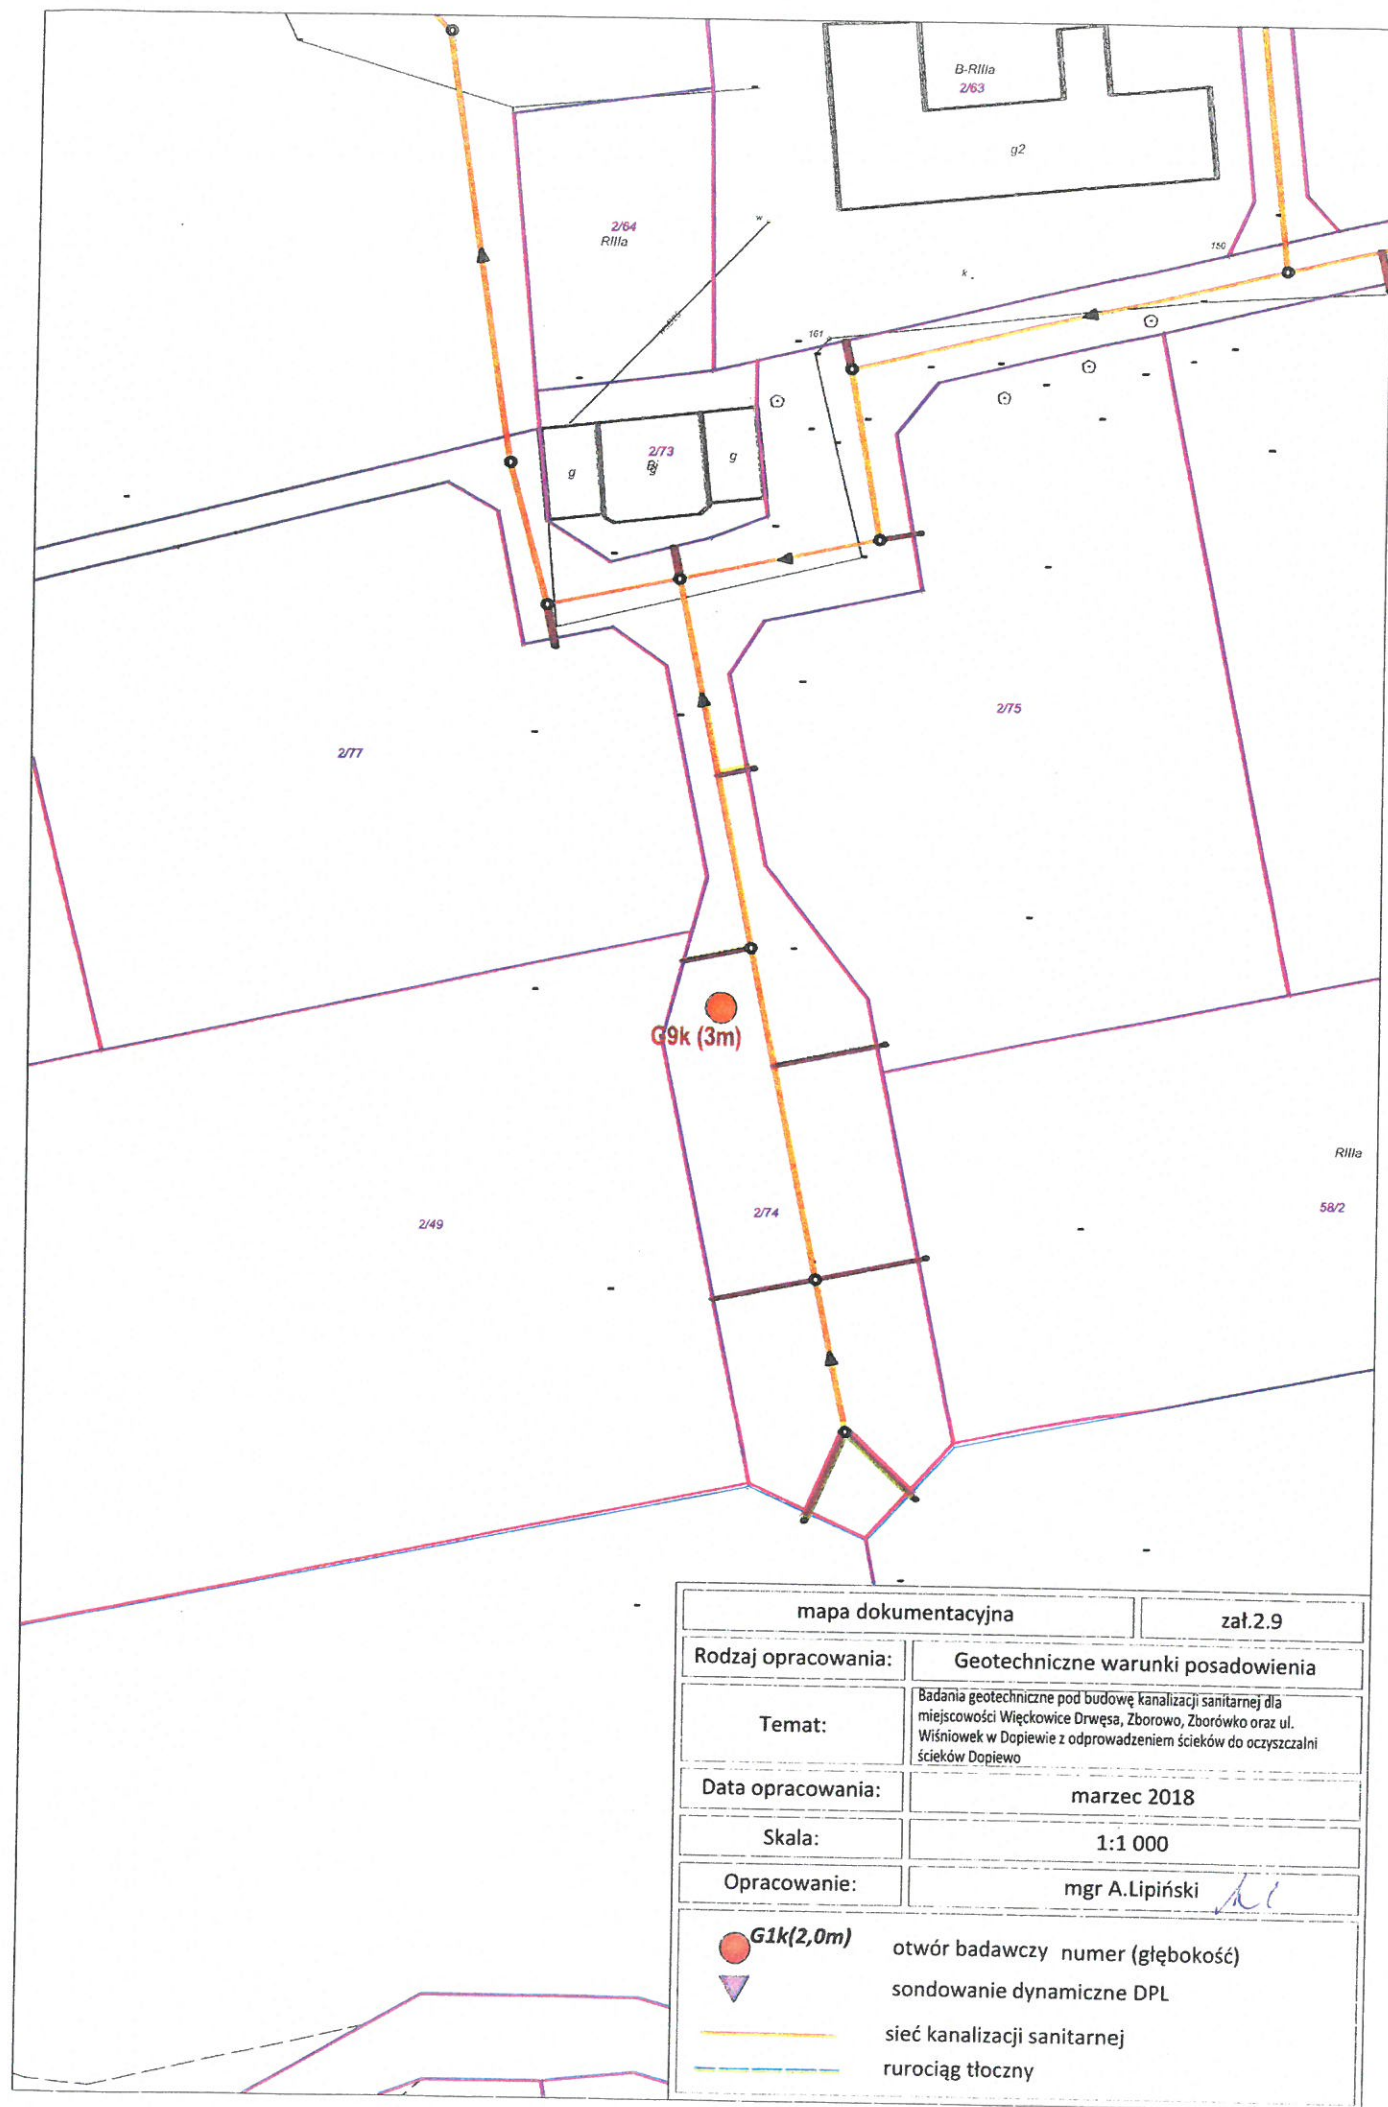 B-RIIIa
2/63
g2
2/64
RIIIa
w
150
k
161
2/73
Bi
g
g
g
2/75
2/77
G9k (3m)
RIIIa
2/49
2/74
58/2
mapa dokumentacyjna
zał.2.9
Rodzaj opracowania:
Geotechniczne warunki posadowienia
Temat:
Badania geotechniczne pod budowę kanalizacji sanitarnej dla
miejscowości Więckowice Drwęsa, Zborowo, Zborówko oraz ul.
Wiśniowek w Dopiewie z odprowadzeniem ścieków do oczyszczalni
ścieków Dopiewo
Data opracowania:
marzec 2018
Skala:
1:1 000
Opracowanie:
mgr A.Lipiński
G1k(2,0m)
otwór badawczy numer (głębokość)
sondowanie dynamiczne DPL
sieć kanalizacji sanitarnej
rurociąg tłoczny